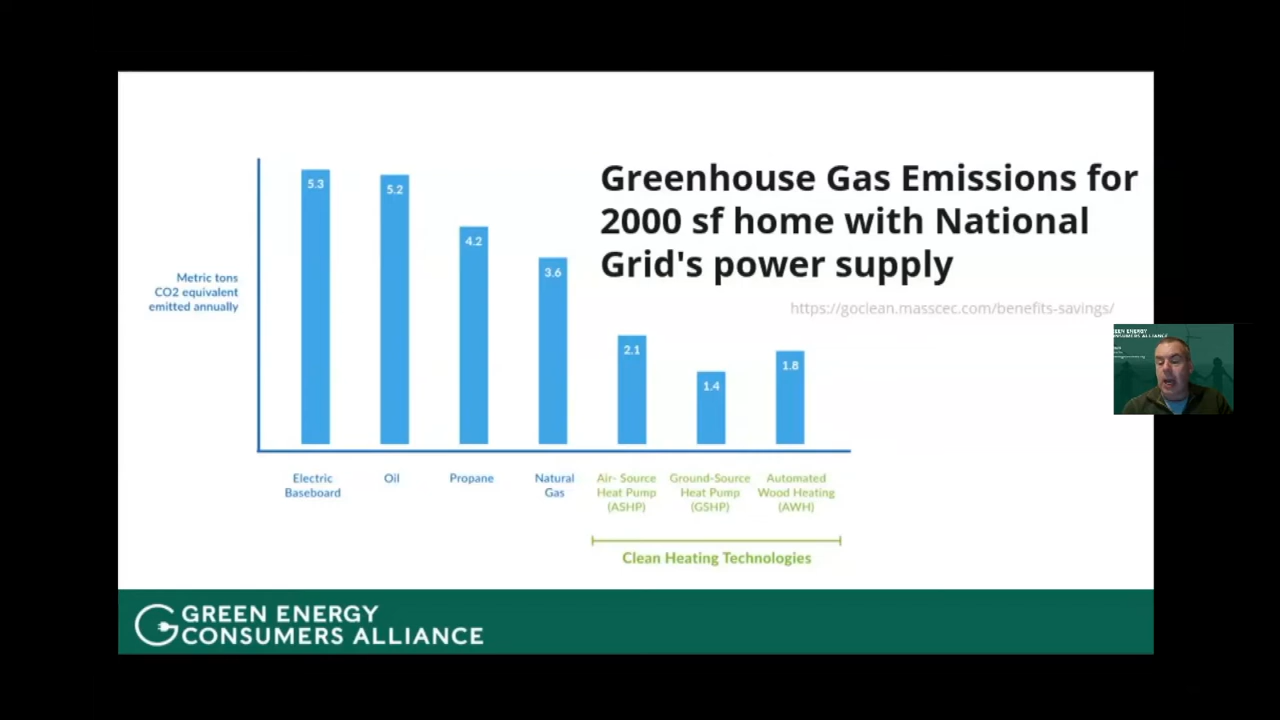 Greenhouse Gas Emissions for
2000 sf home with National
Grid's power supply
https://goclean.masscec.com/benefits-savings/
Metric tons
CO2 equivalent
emitted annually
5.3
5.2
4.2
3.6
2.1
1.4
1.8
Electric
Baseboard
Oil
Propane
Natural
Gas
Air- Source
Heat Pump
(ASHP)
Ground-Source
Heat Pump
(GSHP)
Automated
Wood Heating
(AWH)
Clean Heating Technologies
GREEN ENERGY
CONSUMERS ALLIANCE